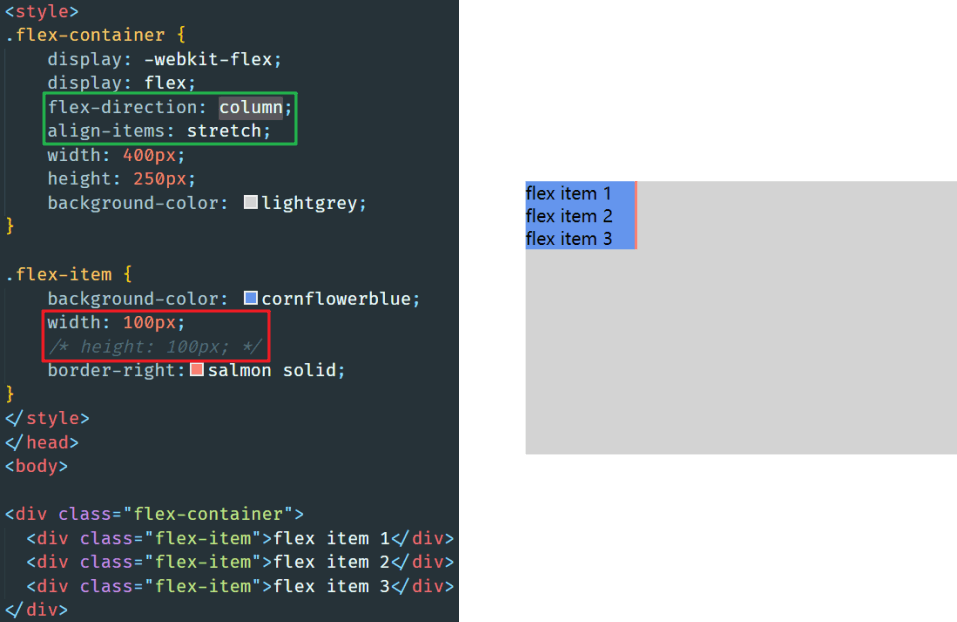 <style>
.flex-container {
    display: -webkit-flex;
    display: flex;
    flex-direction: column;
    align-items: stretch;
    width: 400px;
    height: 250px;
    background-color: lightgrey;
}

.flex-item {
    background-color: cornflowerblue;
    width: 100px;
    /* height: 100px; */
    border-right: salmon solid;
}
</style>
</head>
<body>

<div class="flex-container">
  <div class="flex-item">flex item 1</div>
  <div class="flex-item">flex item 2</div>
  <div class="flex-item">flex item 3</div>
</div>
flex item 1
flex item 2
flex item 3